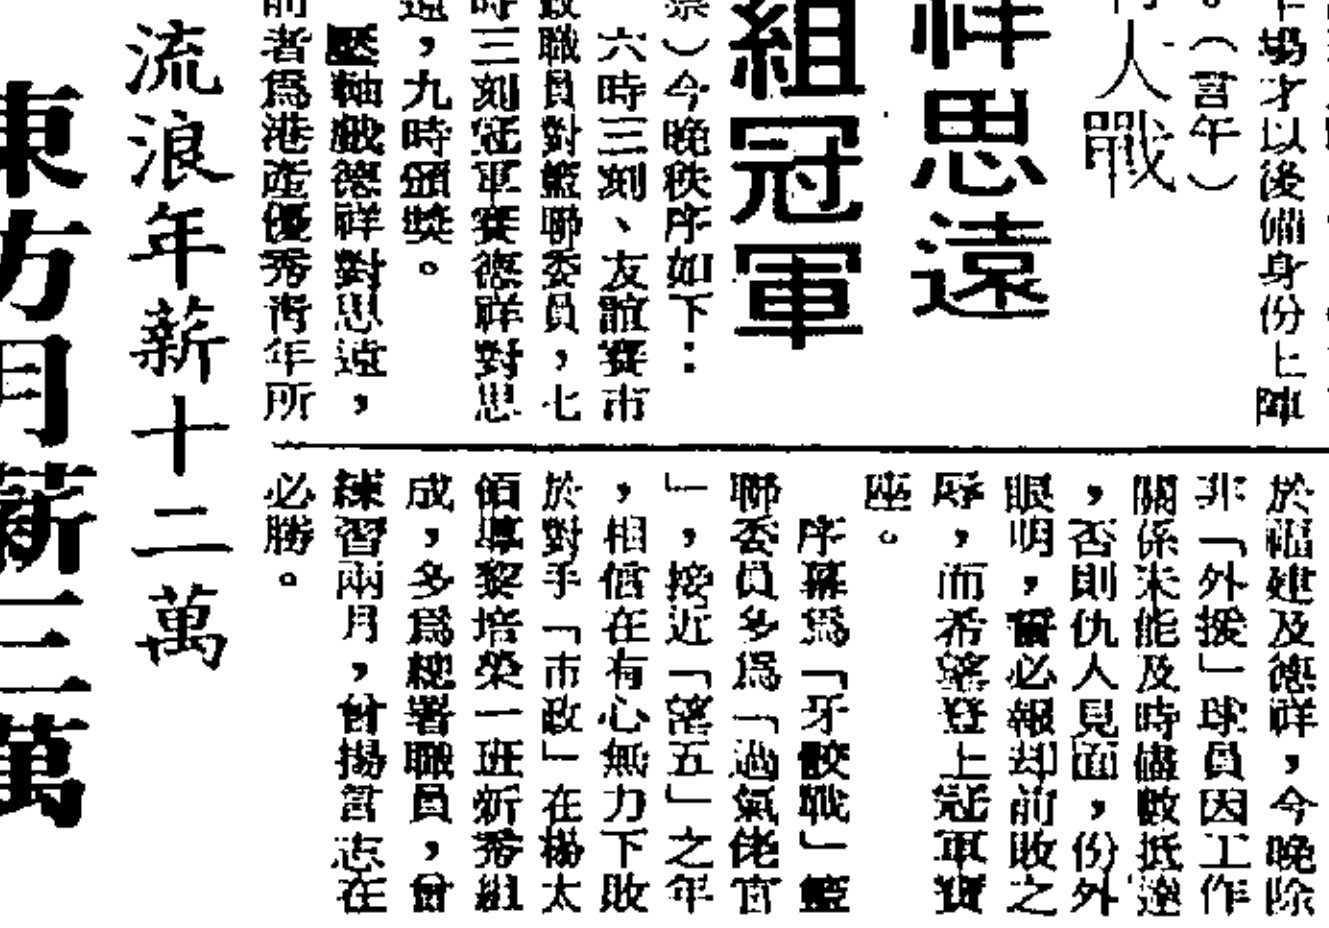 半場才以後備身份上陣
。（言午）
人戰
祥思遠
組冠軍
）今晚秩序如下：
六時三刻、友誼賽市
政職員對籃聯委員，七
時三刻冠軍賽德祥對思
遠，九時頒獎。
壓軸戲德祥對思遠，
前者爲港產優秀靑年所
於福建及德祥，今晚除
非「外援」球員因工作
關係未能及時儘數抵達
，否則仇人見面，份外
眼明，誓必報却前敗之
辱，而希望登上冠軍寶
座。
序幕爲「牙骹戰」籃
聯委員多爲「過氣佬官
」，接近「望五」之年
，相信在有心無力下敗
於對手「市政」在楊太
領導黎培榮一班新秀組
成，多爲總署職員，曾
練習兩月，曾揚言志在
必勝。
流浪年薪十二萬
東方月薪三萬